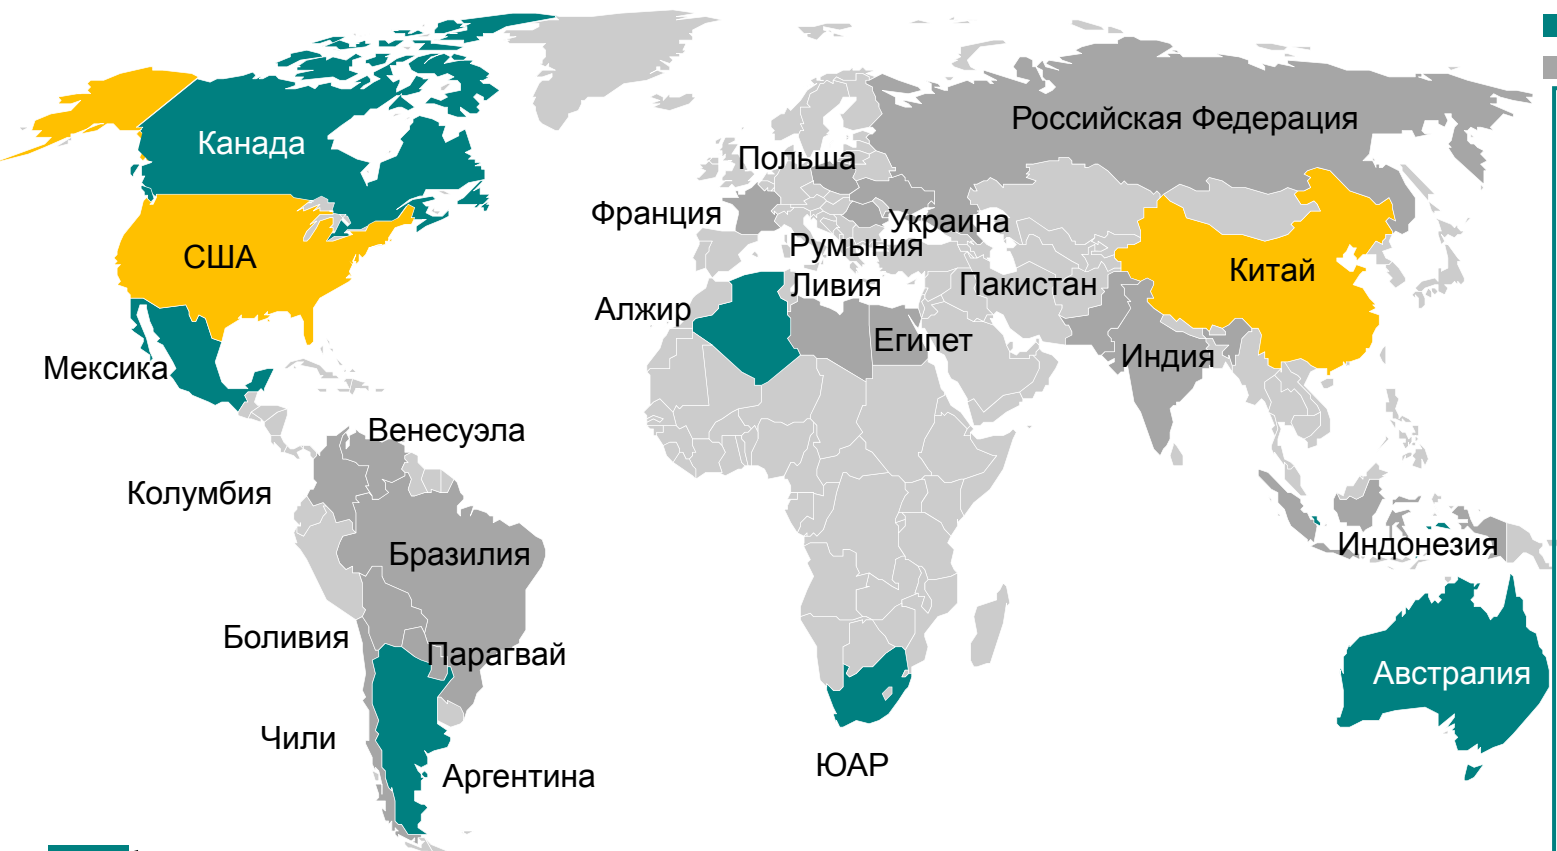 Российская Федерация
Канада
Польша
Франция
Украина
Румыния
США
Китай
Ливия
Пакистан
Алжир
Египет
Индия
Мексика
Венесуэла
Колумбия
Индонезия
Бразилия
Боливия
Парагвай
Австралия
Чили
ЮАР
Аргентина